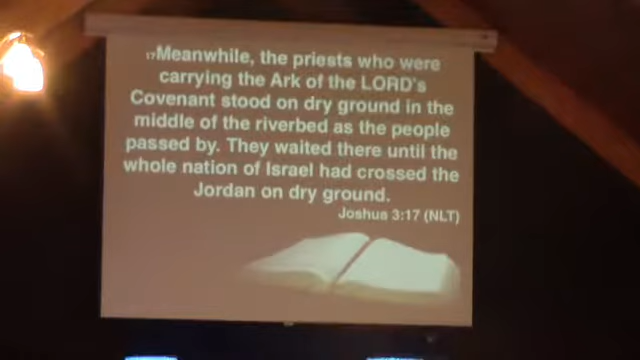 17Meanwhile, the priests who were
carrying the Ark of the LORD's
Covenant stood on dry ground in the
middle of the riverbed as the people
passed by. They waited there until the
whole nation of Israel had crossed the
Jordan on dry ground.
Joshua 3:17 (NLT)